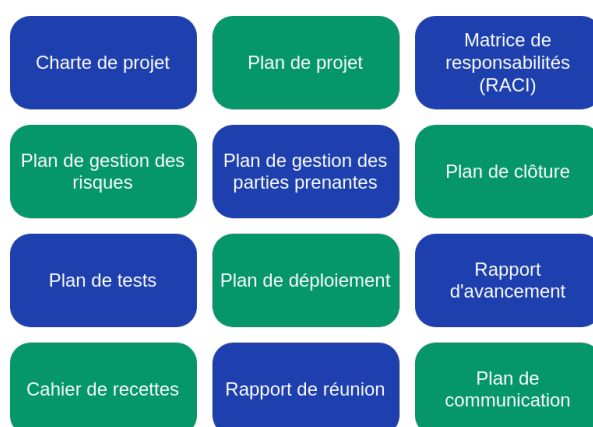 Charte de projet
Plan de projet
Matrice de
responsabilités
(RACI)
Plan de gestion des
risques
Plan de gestion des
parties prenantes
Plan de clôture
Plan de tests
Plan de déploiement
Rapport
d'avancement
Cahier de recettes
Rapport de réunion
Plan de
communication